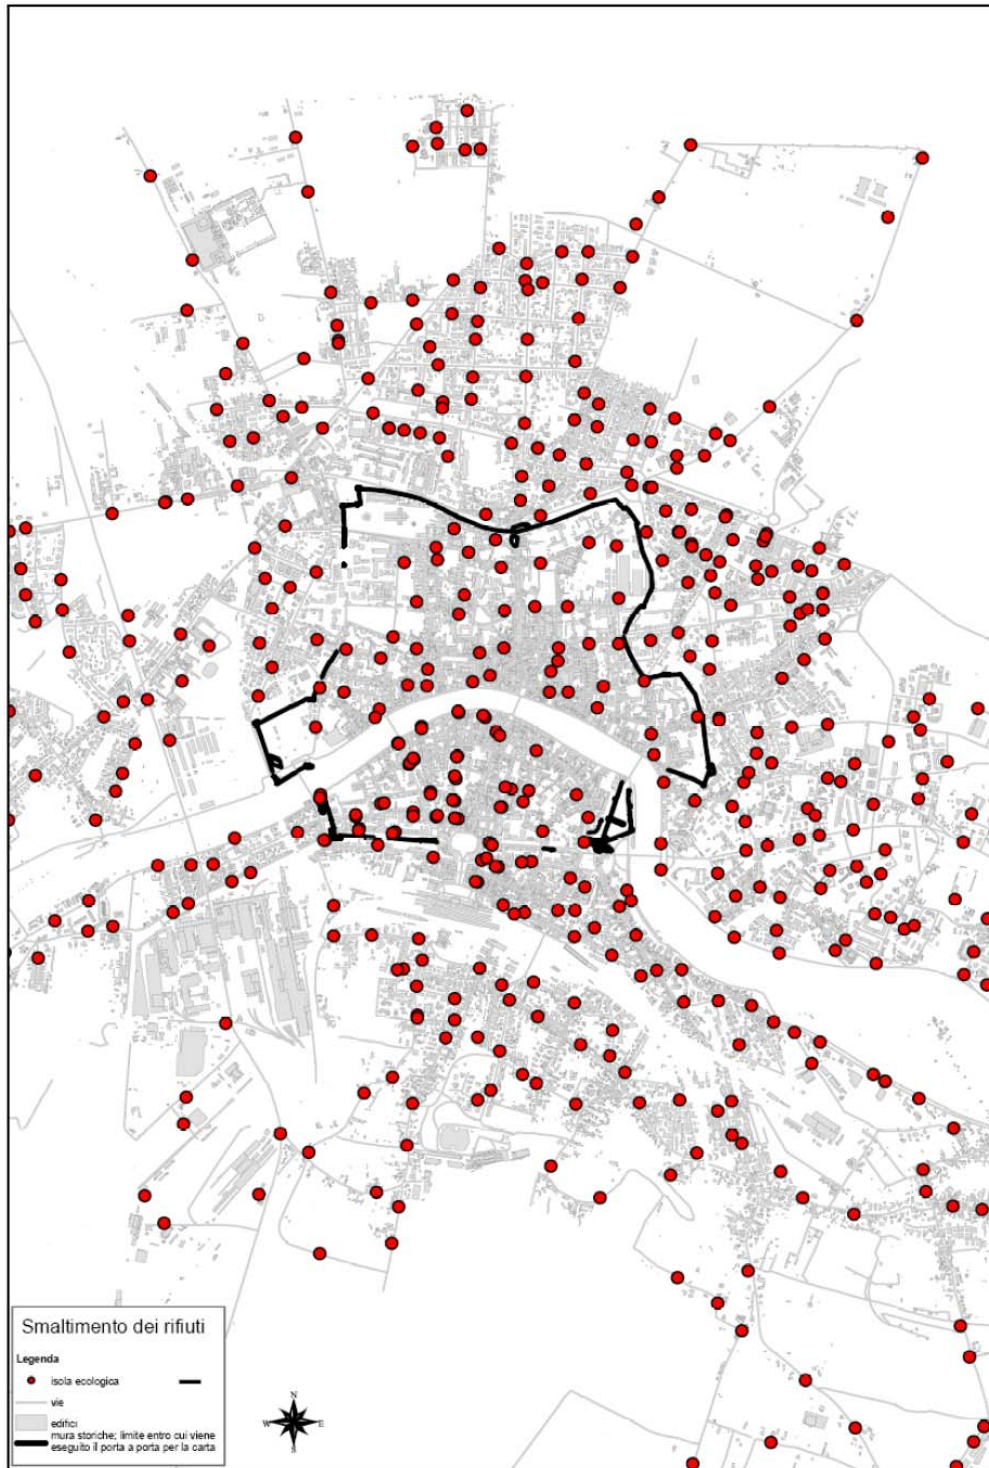 Smaltimento dei rifiuti
Legenda
isola ecologica
vie
edifici
mura storiche; limite entro cui viene
eseguito il porta a porta per la carta
N
W E
S